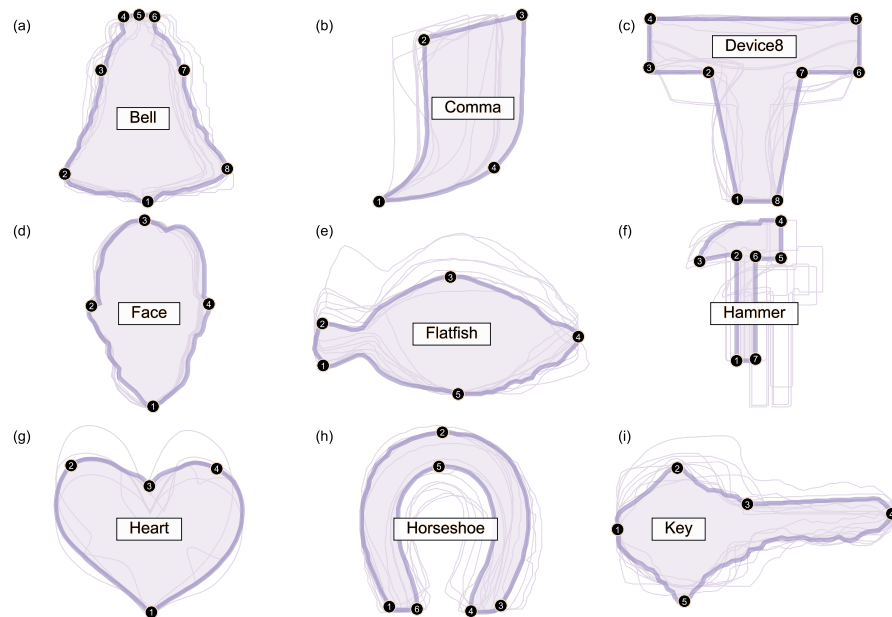 (a)
4 5 6
3 7
Bell
2 8
1
(b)
3
2
Comma
4
1
(c)
4 5
Device8
3 2 7 6
1 8
(d)
3
2 4
Face
1
(e)
3
2
Flatfish
4
1
5
(f)
4
3 2 6 5
Hammer
1 7
(g)
2 4
3
Heart
1
(h)
2
5
Horseshoe
1 6 4 3
(i)
2
3
4
1
Key
5